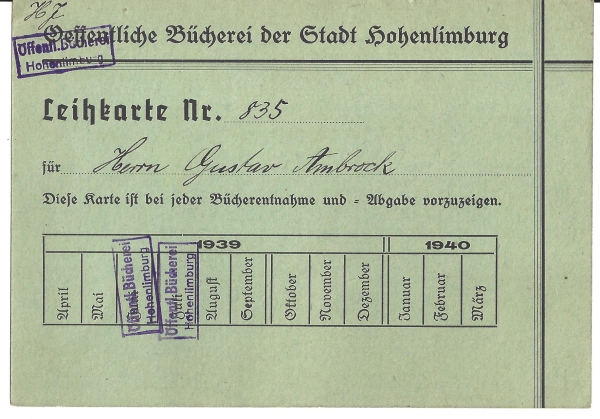 HJ
Oeffentliche Bücherei der Stadt Hohenlimburg
Öffentl. Bücherei
Hohenlimburg
Leihkarte Nr. 835
für Herrn Gustav Ambrock
Diese Karte ist bei jeder Bücherentnahme und - Abgabe vorzuzeigen.
1939 1940
April
Mai
Öffentl. Bücherei
Hohenlimburg
Öffentl. Bücherei
Hohenlimburg
August
September
Oktober
November
Dezember
Januar
Februar
März